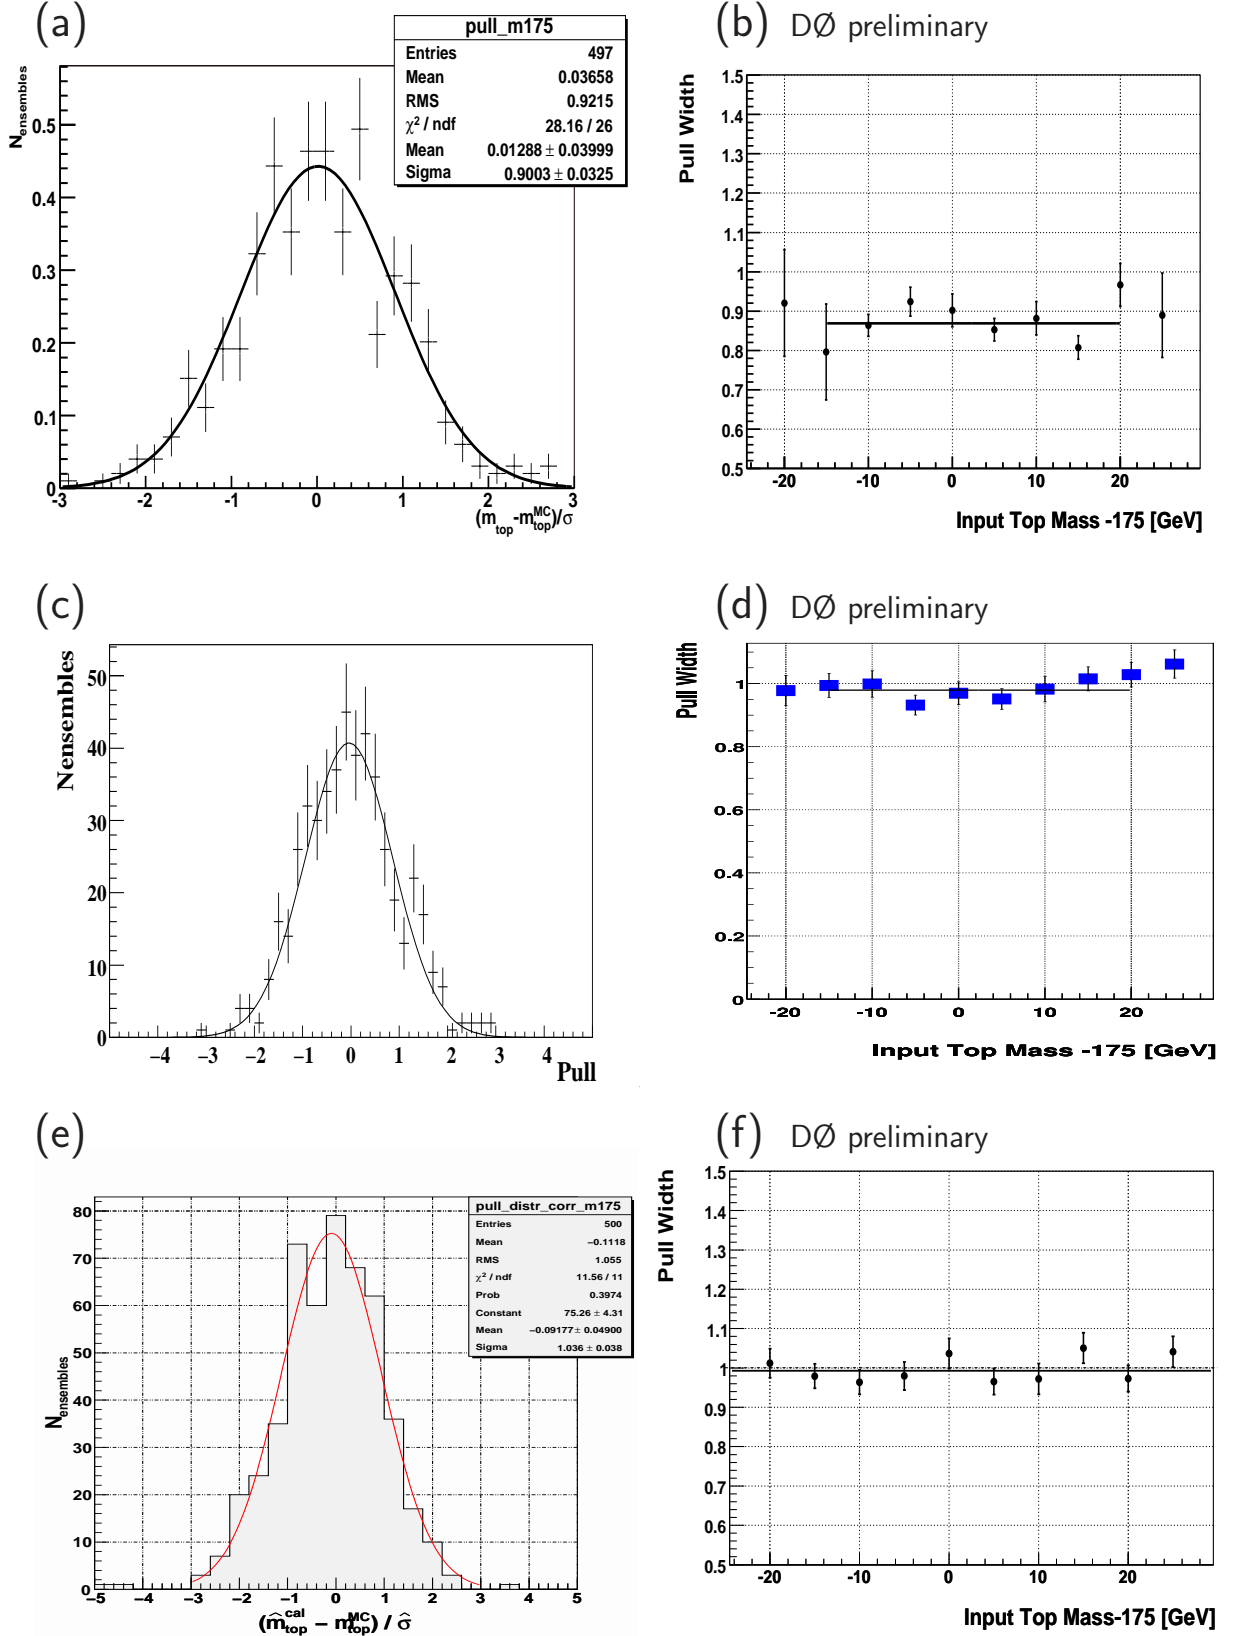 (a)
pull_m175
Entries 497
Mean 0.03658
RMS 0.9215
χ² / ndf 28.16 / 26
Mean 0.01288 ± 0.03999
Sigma 0.9003 ± 0.0325
N_ensembles
0.5
0.4
0.3
0.2
0.1
0
-3 -2 -1 0 1 2 3
(m_top-m_top^MC)/σ
(b) DØ preliminary
Pull Width
1.5
1.4
1.3
1.2
1.1
1
0.9
0.8
0.7
0.6
0.5
-20 -10 0 10 20
Input Top Mass -175 [GeV]
(c)
Nensembles
50
40
30
20
10
0
−4 −3 −2 −1 0 1 2 3 4
Pull
(d) DØ preliminary
Pull Width
1
0.8
0.6
0.4
0.2
0
-20 -10 0 10 20
Input Top Mass -175 [GeV]
(e)
pull_distr_corr_m175
Entries 500
Mean −0.1118
RMS 1.055
χ² / ndf 11.56 / 11
Prob 0.3974
Constant 75.26 ± 4.31
Mean −0.09177 ± 0.04900
Sigma 1.036 ± 0.038
N_ensembles
80
70
60
50
40
30
20
10
0
−5 −4 −3 −2 −1 0 1 2 3 4 5
(m̂_top^cal − m_top^MC) / σ̂
(f) DØ preliminary
Pull Width
1.5
1.4
1.3
1.2
1.1
1
0.9
0.8
0.7
0.6
0.5
-20 -10 0 10 20
Input Top Mass-175 [GeV]